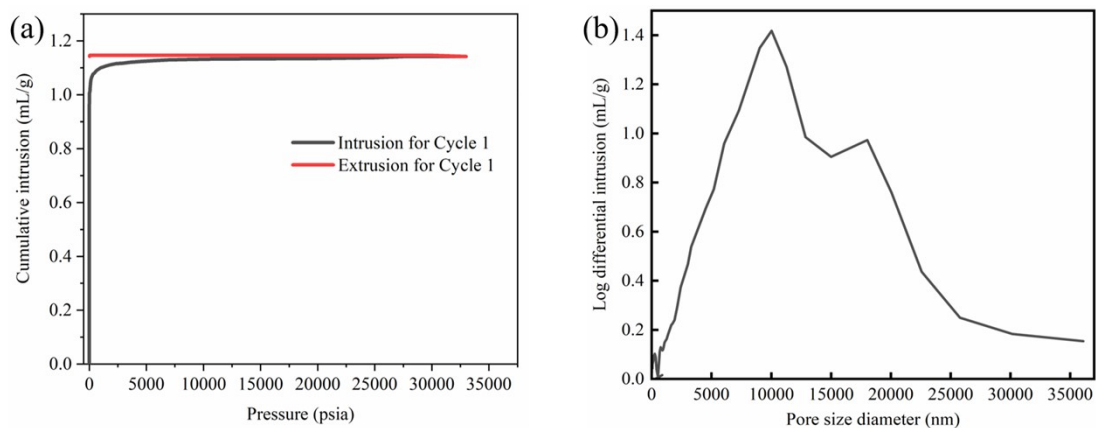 (a)
1.2
1.0
0.8
0.6
0.4
0.2
0.0
Cumulative intrusion (mL/g)
Intrusion for Cycle 1
Extrusion for Cycle 1
0 5000 10000 15000 20000 25000 30000 35000
Pressure (psia)
(b)
1.4
1.2
1.0
0.8
0.6
0.4
0.2
0.0
Log differential intrusion (mL/g)
0 5000 10000 15000 20000 25000 30000 35000
Pore size diameter (nm)